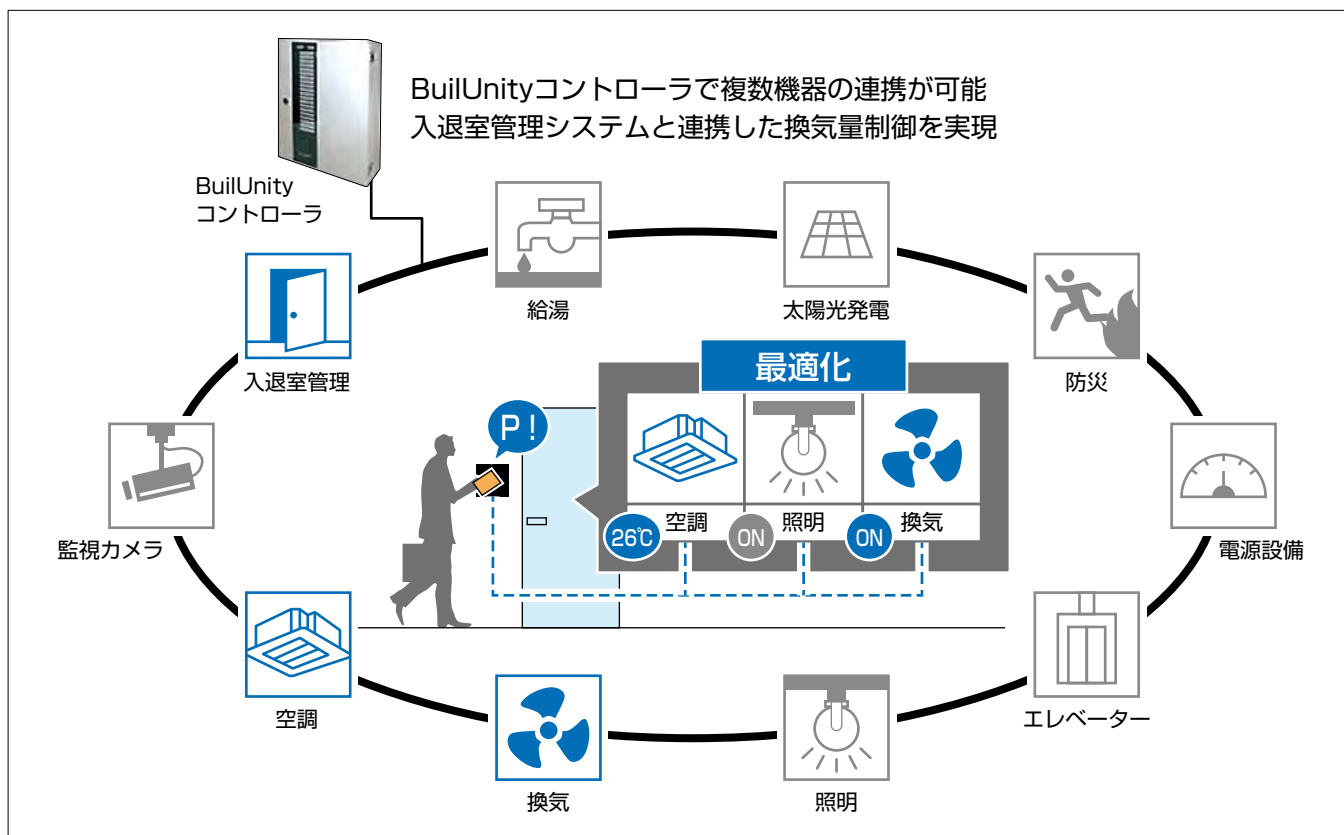 BuilUnityコントローラで複数機器の連携が可能
入退室管理システムと連携した換気量制御を実現
BuilUnity
コントローラ
給湯
太陽光発電
入退室管理
防災
最適化
P!
監視カメラ
電源設備
26℃
空調
ON
照明
ON
換気
空調
エレベーター
換気
照明